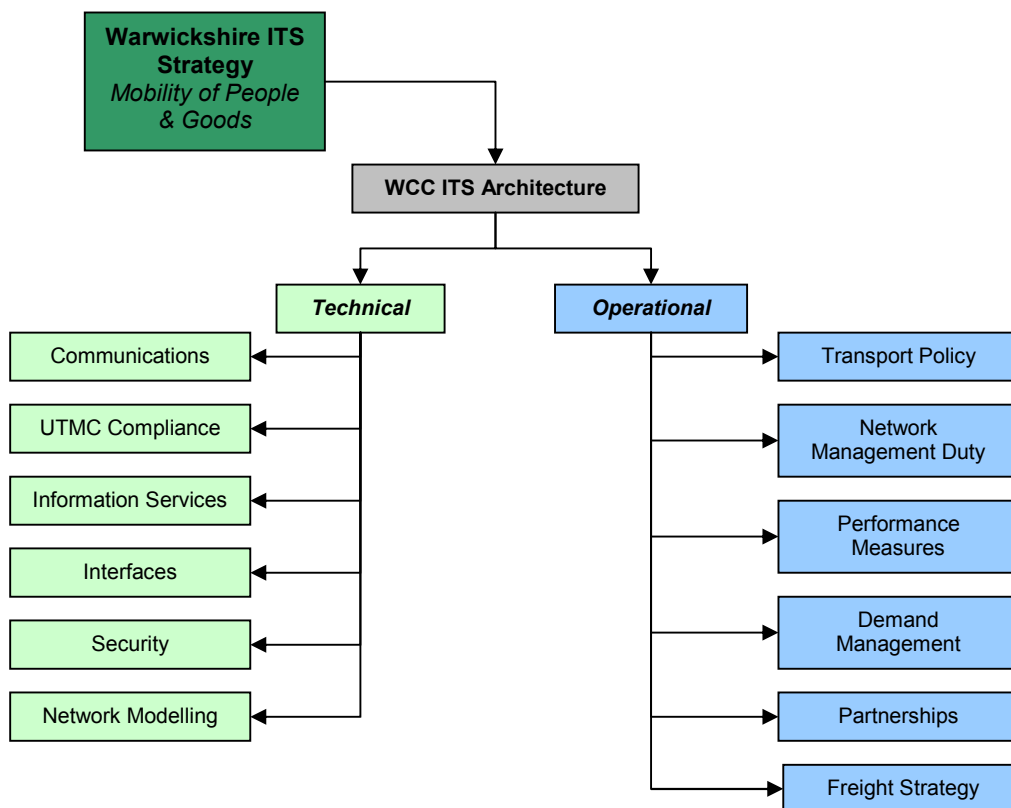 Warwickshire ITS
Strategy
Mobility of People
& Goods
WCC ITS Architecture
Technical
Operational
Communications
UTMC Compliance
Information Services
Interfaces
Security
Network Modelling
Transport Policy
Network
Management Duty
Performance
Measures
Demand
Management
Partnerships
Freight Strategy